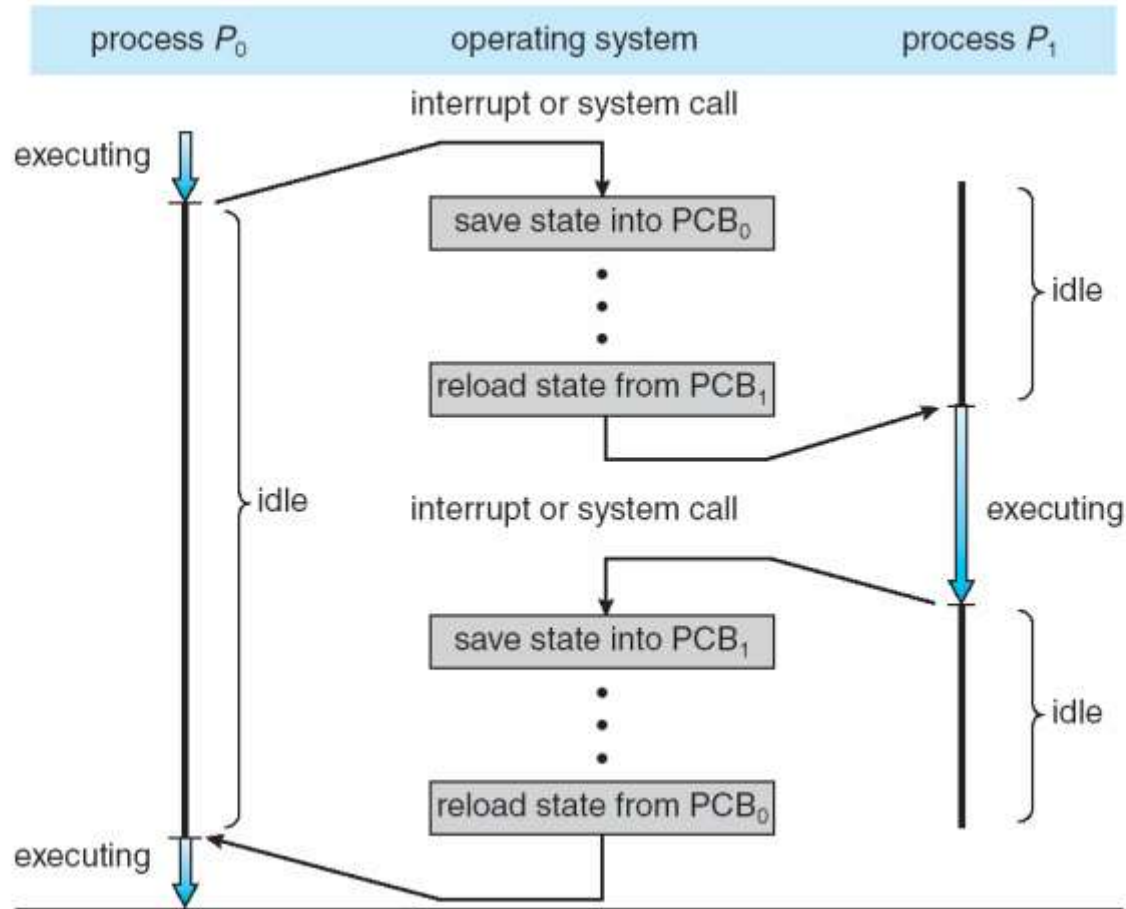 process P₀ operating system process P₁
interrupt or system call
executing
save state into PCB₀
idle
reload state from PCB₁
idle
interrupt or system call
executing
save state into PCB₁
idle
reload state from PCB₀
executing